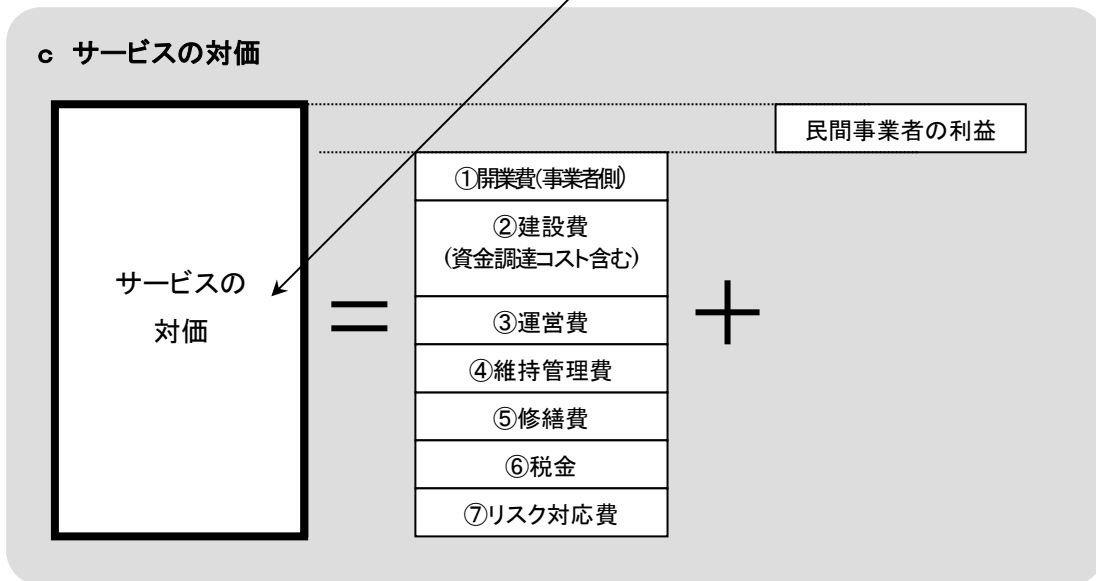 c サービスの対価
民間事業者の利益
サービスの
対価
=
①開業費(事業者側)
②建設費
(資金調達コスト含む)
③運営費
④維持管理費
⑤修繕費
⑥税金
⑦リスク対応費
+